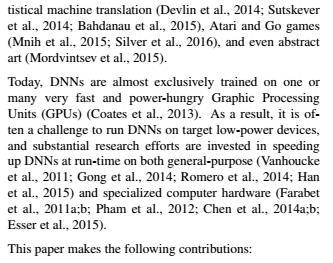 tistical machine translation (Devlin et al., 2014; Sutskever
et al., 2014; Bahdanau et al., 2015), Atari and Go games
(Mnih et al., 2015; Silver et al., 2016), and even abstract
art (Mordvintsev et al., 2015).
Today, DNNs are almost exclusively trained on one or
many very fast and power-hungry Graphic Processing
Units (GPUs) (Coates et al., 2013). As a result, it is of-
ten a challenge to run DNNs on target low-power devices,
and substantial research efforts are invested in speeding
up DNNs at run-time on both general-purpose (Vanhoucke
et al., 2011; Gong et al., 2014; Romero et al., 2014; Han
et al., 2015) and specialized computer hardware (Farabet
et al., 2011a;b; Pham et al., 2012; Chen et al., 2014a;b;
Esser et al., 2015).
This paper makes the following contributions: